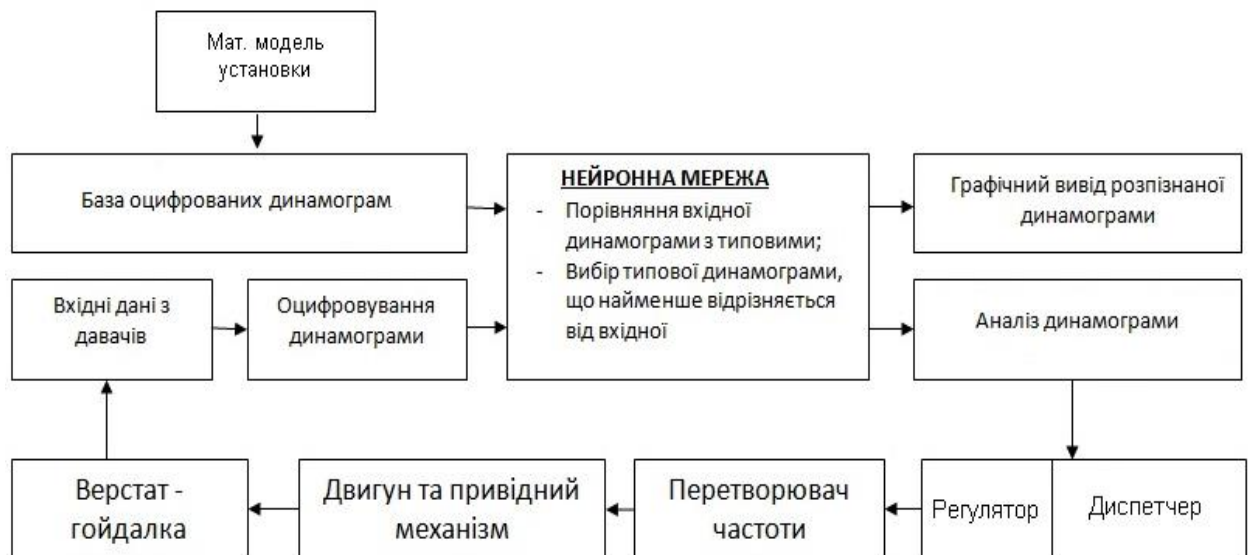 Мат. модель
установки
База оцифрованих динамограм
НЕЙРОННА МЕРЕЖА
- Порівняння вхідної
динамограми з типовими;
- Вибір типової динамограми,
що найменше відрізняється
від вхідної
Графічний вивід розпізнаної
динамограми
Вхідні дані з
давачів
Оцифровування
динамограми
Аналіз динамограми
Верстат -
гойдалка
Двигун та привідний
механізм
Перетворювач
частоти
Регулятор
Диспетчер